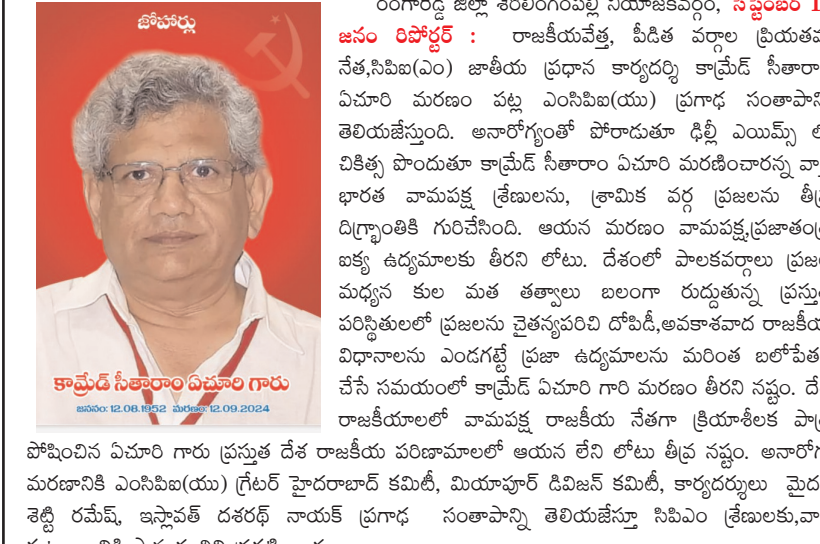 జోహార్లు
కామ్రేడ్ సీతారాం ఏచూరి గారు
జననం: 12.08.1952 మరణం: 12.09.2024
రంగారెడ్డి జిల్లా శేరిలింగంపల్లి నియోజకవర్గం, సెప్టెంబర్
జనం రిపోర్టర్ : రాజకీయవేత్త, పీడిత వర్గాల
నేత,సిపిఐ(ఎం) జాతీయ ప్రధాన కార్యదర్శి కామ్రేడ్ సీతారాం
ఏచూరి మరణం పట్ల ఎంసిపిఐ(యు) ప్రగాఢ
తెలియజేస్తుంది. అనారోగ్యంతో పోరాడుతూ ఢిల్లీ ఎయిమ్స్
చికిత్స పొందుతూ కామ్రేడ్ సీతారాం ఏచూరి మరణించారన్న
భారత వామపక్ష శ్రేణులను, శ్రామిక వర్గ ప్రజలను
దిగ్భ్రాంతికి గురిచేసింది. ఆయన మరణం వామపక్ష,
ఐక్య ఉద్యమాలకు తీరని లోటు. దేశంలో పాలకవర్గాలు
మధ్యన కుల మత తత్వాలు బలంగా రుద్దుతున్న
పరిస్థితులలో ప్రజలను చైతన్యపరిచి దోపిడీ,అవకాశవాద
విధానాలను ఎండగట్టే ప్రజా ఉద్యమాలను మరింత
చేసే సమయంలో కామ్రేడ్ ఏచూరి గారి మరణం తీరని నష్టం.
రాజకీయాలలో వామపక్ష రాజకీయ నేతగా క్రియాశీలక
పోషించిన ఏచూరి గారు ప్రస్తుత దేశ రాజకీయ పరిణామాలలో ఆయన లేని లోటు తీవ్ర నష్టం.
మరణానికి ఎంసిపిఐ(యు) గ్రేటర్ హైదరాబాద్ కమిటీ, మియాపూర్ డివిజన్ కమిటీ, కార్యదర్శులు
శెట్టి రమేష్, ఇస్లావత్ దశరథ్ నాయక్ ప్రగాఢ సంతాపాన్ని తెలియజేస్తూ సిపిఎం శ్రేణులకు,